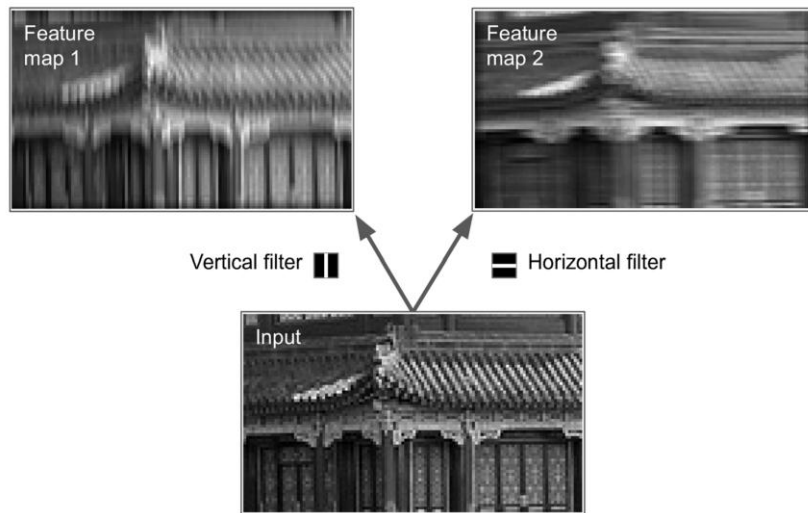 Feature
map 1
Feature
map 2
Vertical filter
Horizontal filter
Input